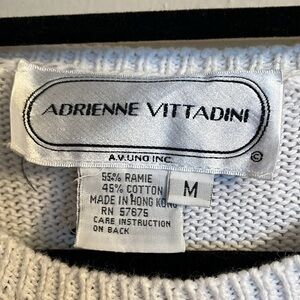 ADRIENNE VITTADINI
A.V.UNO INC.
©
55% RAMIE
45% COTTON
M
MADE IN HONG KONG
RN 57675
CARE INSTRUCTION
ON BACK